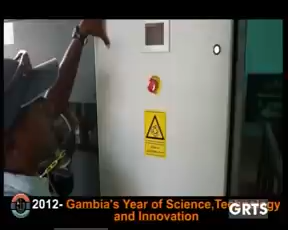 2012- Gambia's Year of Science,Technology
and Innovation
GRTS